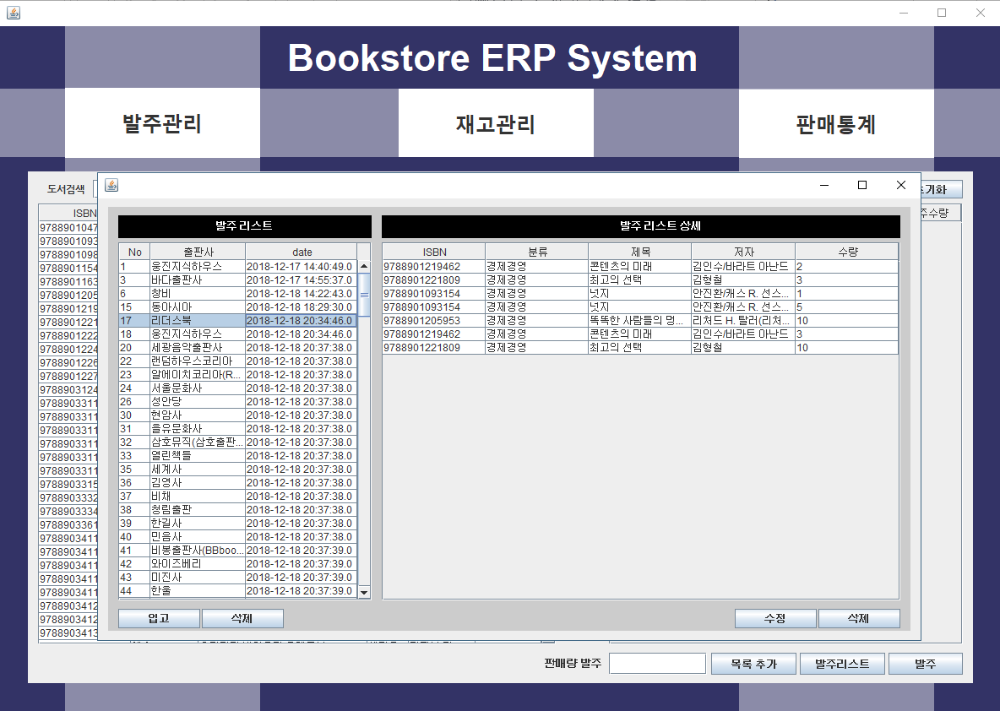 Bookstore ERP System
발주관리 재고관리 판매통계
도서검색
기화
ISBN
주수량
발주 리스트
발주 리스트 상세
No 출판사 date
1 웅진지식하우스 2018-12-17 14:40:49.0
3 바다출판사 2018-12-17 14:55:37.0
6 창비 2018-12-18 14:22:43.0
15 동아시아 2018-12-18 18:29:30.0
17 리더스북 2018-12-18 20:34:46.0
18 웅진지식하우스 2018-12-18 20:34:46.0
20 세광음악출판사 2018-12-18 20:37:38.0
22 랜덤하우스코리아 2018-12-18 20:37:38.0
23 알에이치코리아(R... 2018-12-18 20:37:38.0
24 서울문화사 2018-12-18 20:37:38.0
26 성안당 2018-12-18 20:37:38.0
30 현암사 2018-12-18 20:37:38.0
31 을유문화사 2018-12-18 20:37:38.0
32 삼호뮤직(삼호출판... 2018-12-18 20:37:38.0
33 열린책들 2018-12-18 20:37:38.0
35 세계사 2018-12-18 20:37:38.0
36 김영사 2018-12-18 20:37:38.0
37 비채 2018-12-18 20:37:38.0
38 청림출판 2018-12-18 20:37:38.0
39 한길사 2018-12-18 20:37:38.0
40 민음사 2018-12-18 20:37:38.0
41 비봉출판사(BBboo... 2018-12-18 20:37:39.0
42 와이즈베리 2018-12-18 20:37:39.0
43 미진사 2018-12-18 20:37:39.0
44 한울 2018-12-18 20:37:39.0
ISBN 분류 제목 저자 수량
9788901219462 경제경영 콘텐츠의 미래 김인수/바라트 아난드 2
9788901221809 경제경영 최고의 선택 김형철 3
9788901093154 경제경영 넛지 안진환/캐스 R. 선스... 1
9788901093154 경제경영 넛지 안진환/캐스 R. 선스... 5
9788901205953 경제경영 똑똑한 사람들의 멍... 리처드 H. 탈러(리처... 10
9788901219462 경제경영 콘텐츠의 미래 김인수/바라트 아난드 3
9788901221809 경제경영 최고의 선택 김형철 10
입고 삭제
수정 삭제
9788901047
9788901093
9788901098
9788901154
9788901163
9788901205
9788901219
9788901221
9788901222
9788901224
9788901226
9788901227
9788903124
9788903311
9788903311
9788903311
9788903311
9788903311
9788903311
9788903315
9788903332
9788903334
9788903361
9788903411
9788903411
9788903411
9788903411
9788903411
9788903412
9788903412
9788903413
판매량 발주 목록 추가 발주리스트 발주